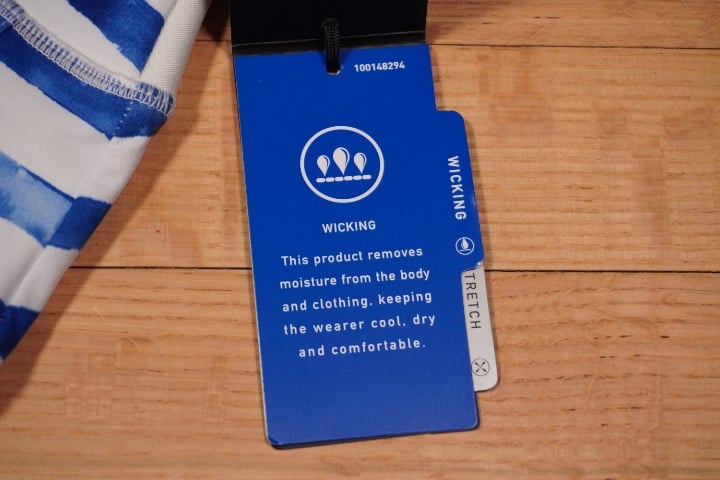 100148294
WICKING
This product removes
moisture from the body
and clothing, keeping
the wearer cool, dry
and comfortable.
WICKING
TRETCH